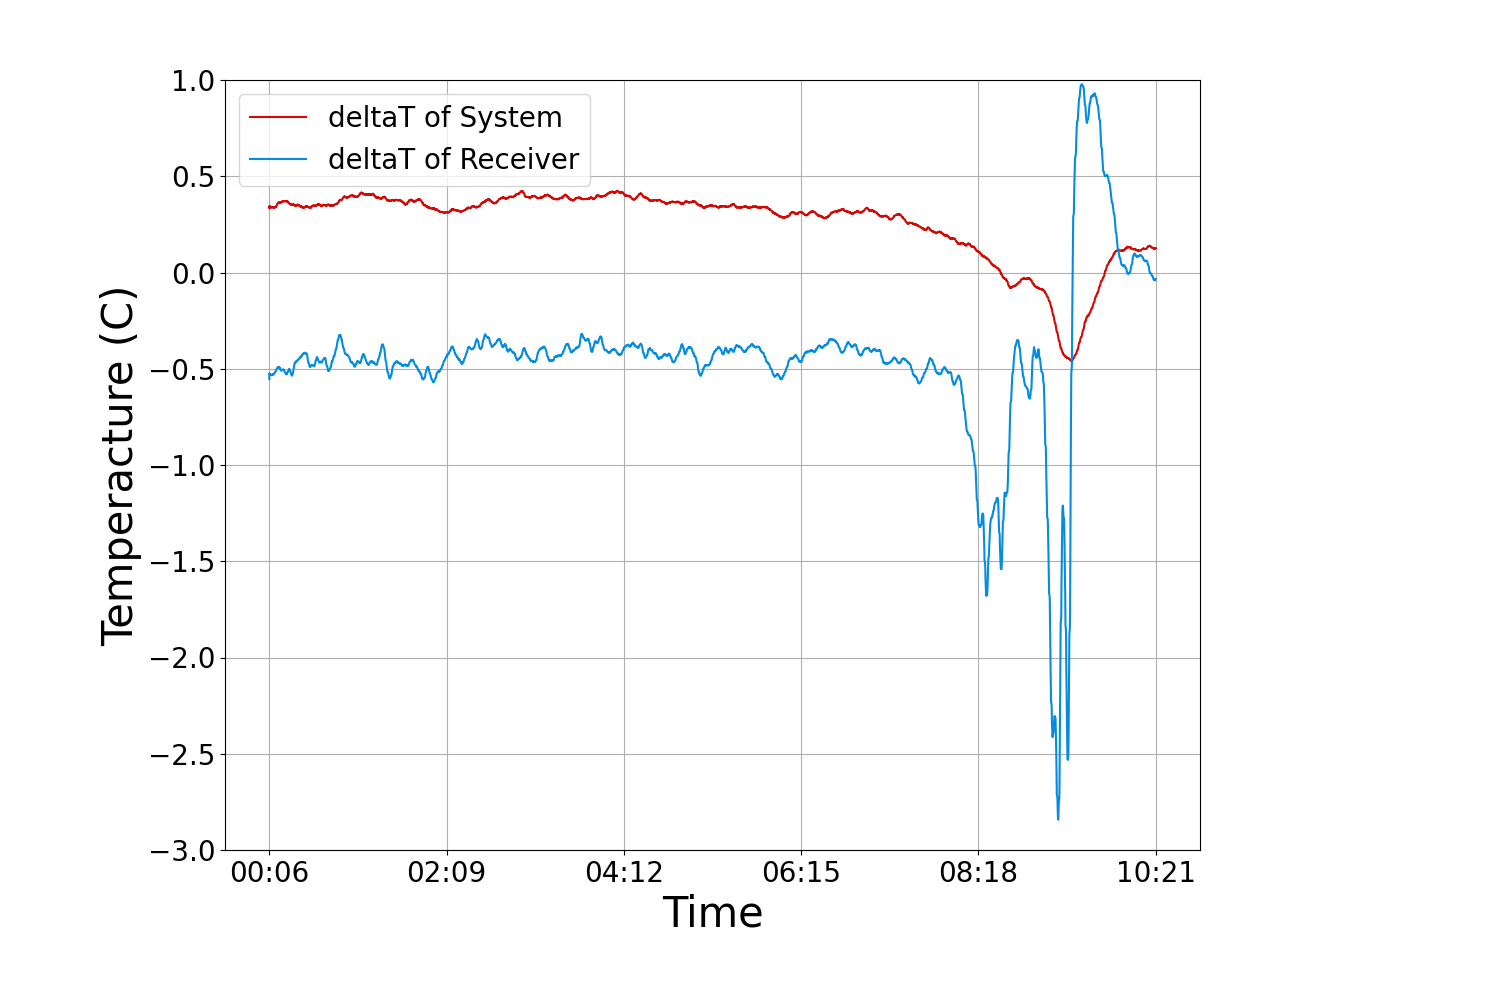 deltaT of System
deltaT of Receiver
1.0
0.5
0.0
−0.5
−1.0
−1.5
−2.0
−2.5
−3.0
Temperacture (C)
00:06 02:09 04:12 06:15 08:18 10:21
Time